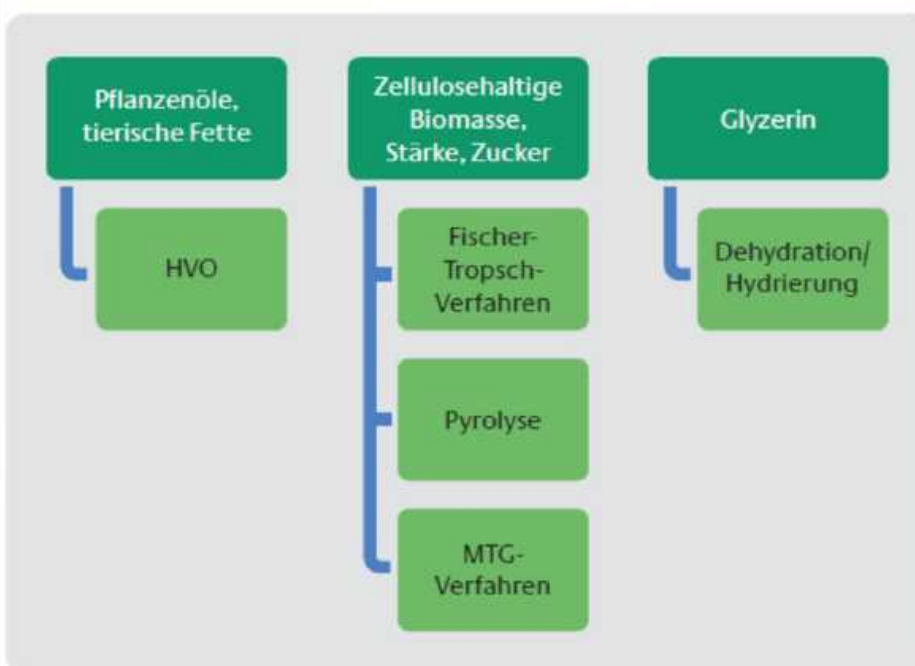 Pflanzenöle,
tierische Fette
HVO
Zellulosehaltige
Biomasse,
Stärke, Zucker
Fischer-
Tropsch-
Verfahren
Pyrolyse
MTG-
Verfahren
Glyzerin
Dehydration/
Hydrierung